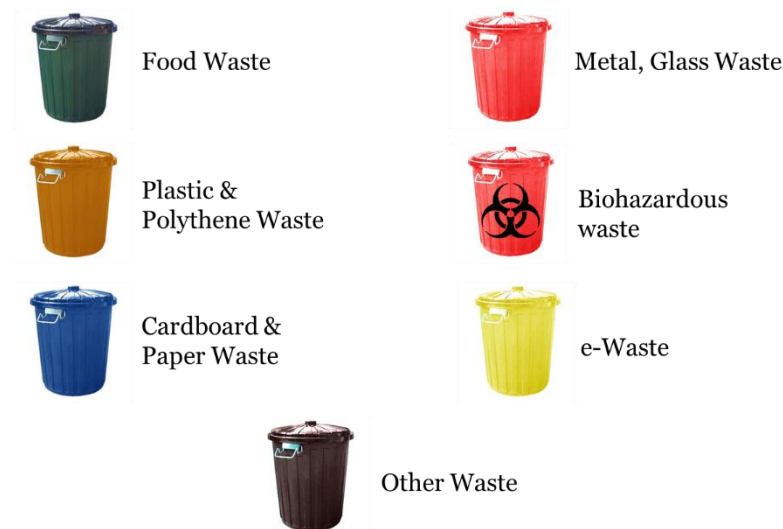 Food Waste
Metal, Glass Waste
Plastic &
Polythene Waste
Biohazardous
waste
Cardboard &
Paper Waste
e-Waste
Other Waste